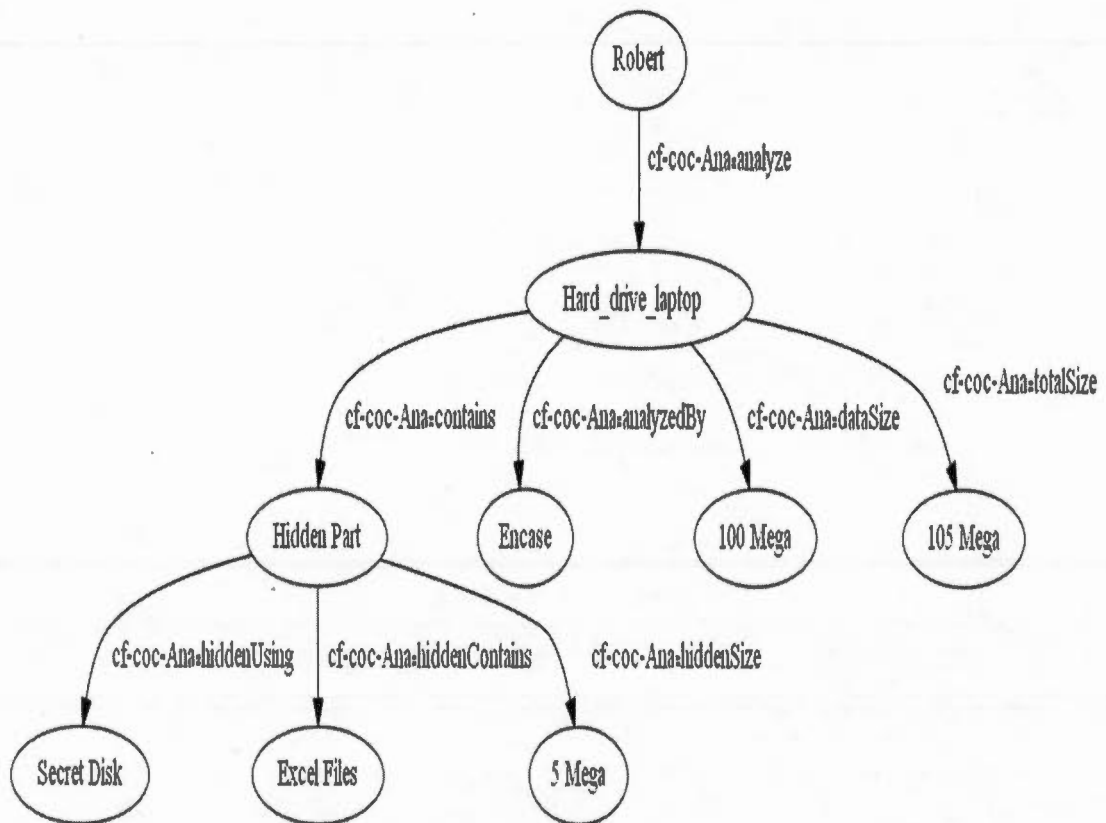 Robert
cf-coc-Ana:analyze
Hard_drive_laptop
cf-coc-Ana:totalSize
cf-coc-Ana:contains
cf-coc-Ana:analyzedBy
cf-coc-Ana:dataSize
Hidden Part
Encase
100 Mega
105 Mega
cf-coc-Ana:hiddenUsing
cf-coc-Ana:hiddenContains
cf-coc-Ana:hiddenSize
Secret Disk
Excel Files
5 Mega